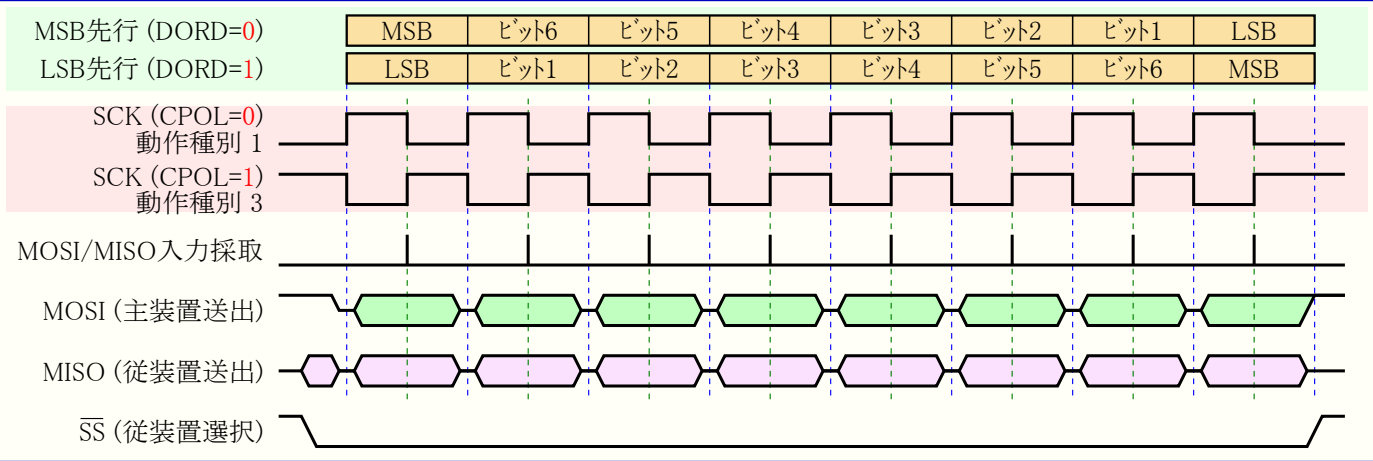 MSB先行 (DORD=0) MSB ビット6 ビット5 ビット4 ビット3 ビット2 ビット1 LSB
LSB先行 (DORD=1) LSB ビット1 ビット2 ビット3 ビット4 ビット5 ビット6 MSB
SCK (CPOL=0)
動作種別 1
SCK (CPOL=1)
動作種別 3
MOSI/MISO入力採取
MOSI (主装置送出)
MISO (従装置送出)
S̅S̅ (従装置選択)